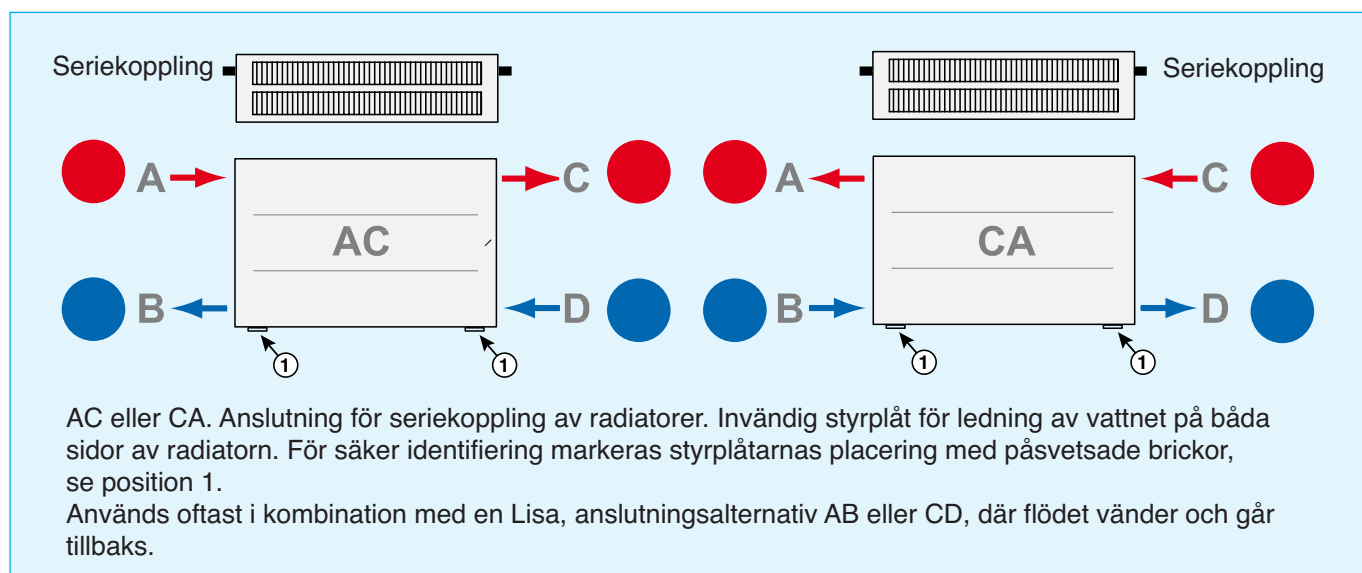 Seriekoppling
Seriekoppling
A
C
A
C
AC
CA
B
D
B
D
1
1
1
1
AC eller CA. Anslutning för seriekoppling av radiatorer. Invändig styrplåt för ledning av vattnet på båda
sidor av radiatorn. För säker identifiering markeras styrplåtarnas placering med påsvetsade brickor,
se position 1.
Används oftast i kombination med en Lisa, anslutningsalternativ AB eller CD, där flödet vänder och går
tillbaks.